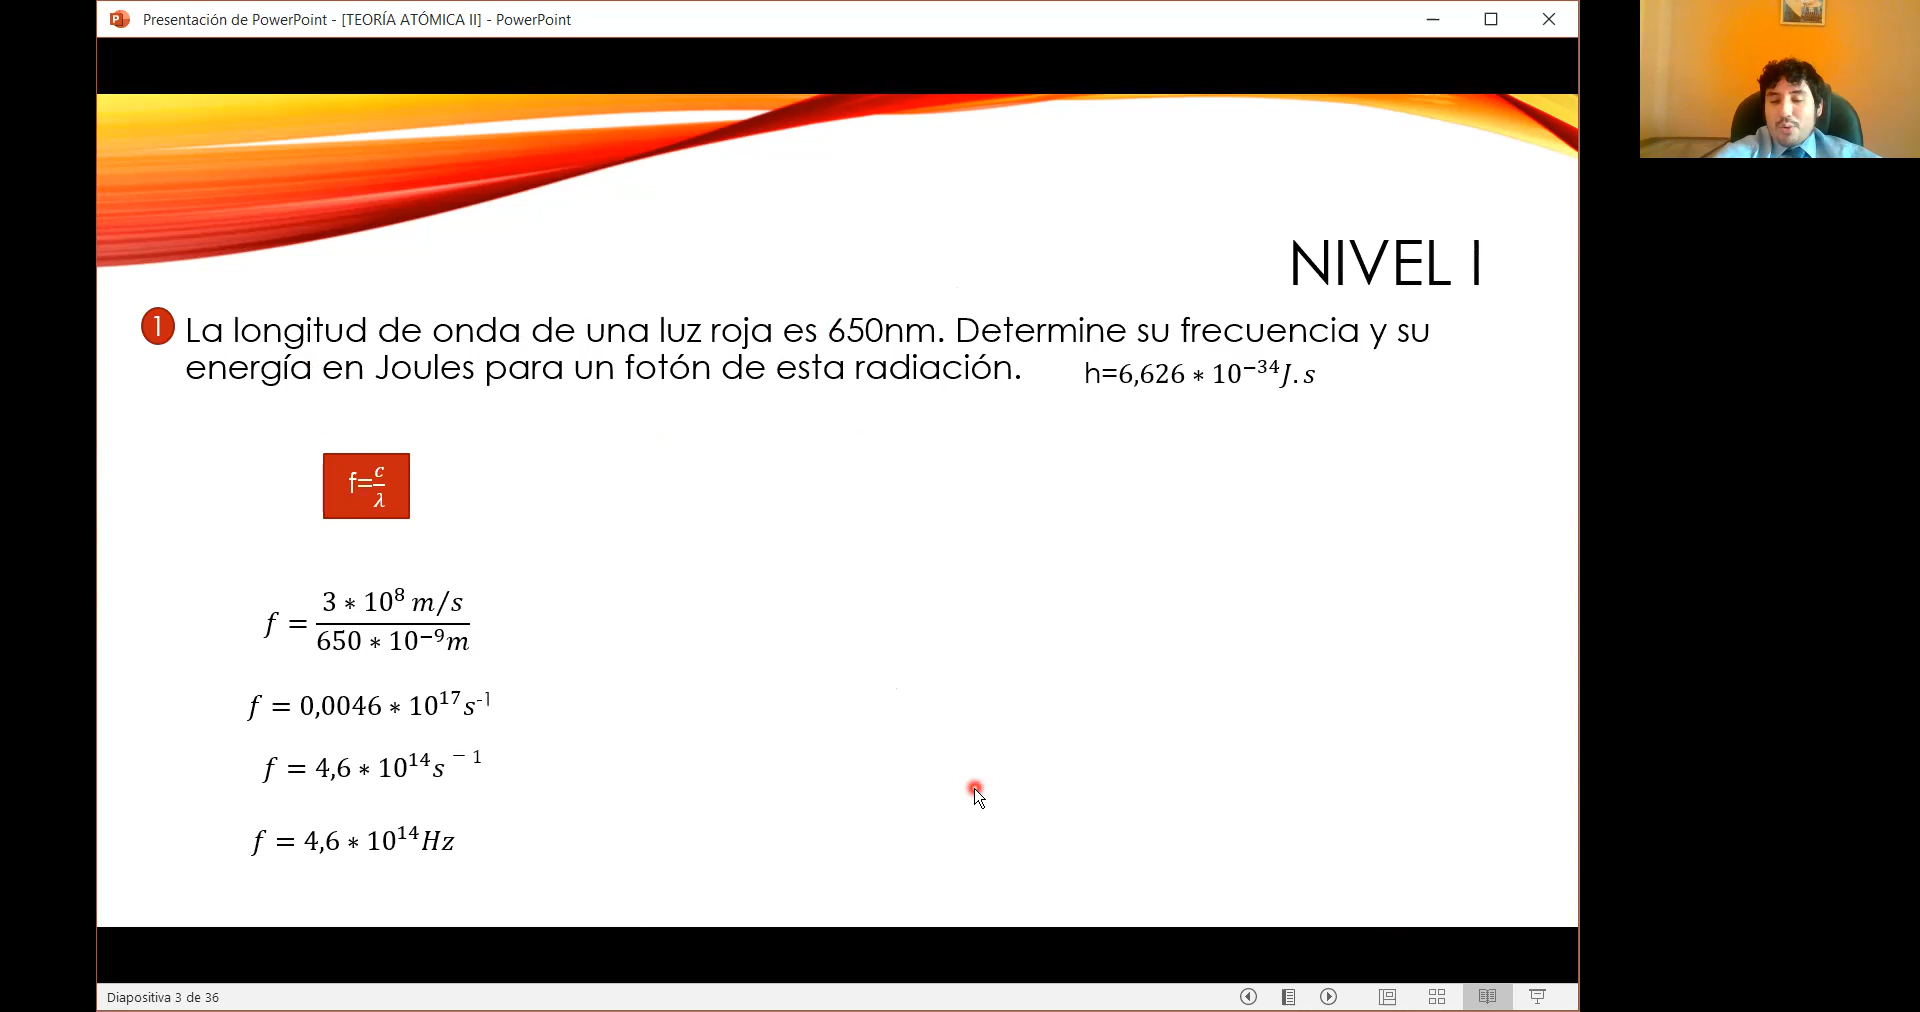 Presentación de PowerPoint - [TEORÍA ATÓMICA II] - PowerPoint
NIVEL I
1 La longitud de onda de una luz roja es 650nm. Determine su frecuencia y su
energía en Joules para un fotón de esta radiación. h=6,626 ∗ 10⁻³⁴J. s
f=c/λ
f = 3 ∗ 10⁸ m/s / 650 ∗ 10⁻⁹m
f = 0,0046 ∗ 10¹⁷s⁻¹
f = 4,6 ∗ 10¹⁴s ⁻ ¹
f = 4,6 ∗ 10¹⁴Hz
Diapositiva 3 de 36